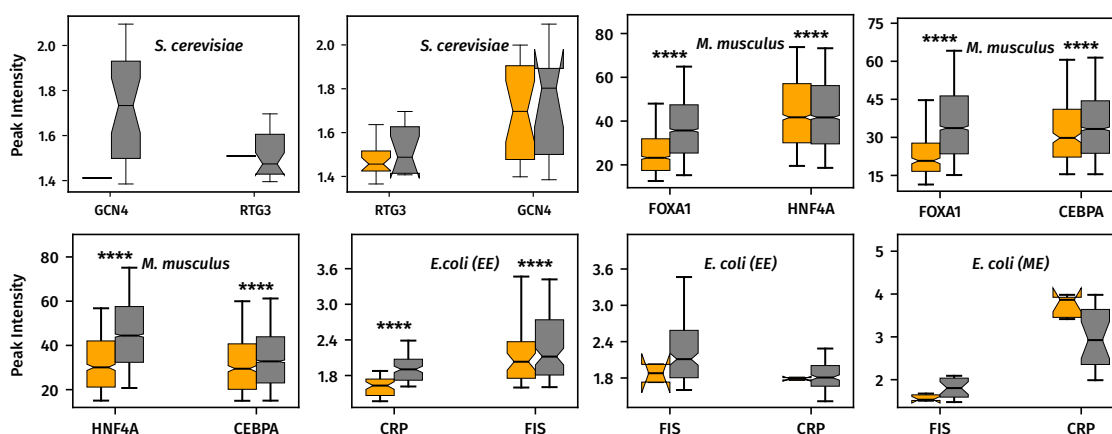 Peak Intensity
2.0
1.8
1.6
1.4
S. cerevisiae
GCN4
RTG3
2.0
1.8
1.6
1.4
S. cerevisiae
RTG3
GCN4
80
60
40
20
****
****
M. musculus
FOXA1
HNF4A
75
60
45
30
15
****
****
M. musculus
FOXA1
CEBPA
Peak Intensity
80
60
40
20
****
****
M. musculus
HNF4A
CEBPA
3.6
3.0
2.4
1.8
****
****
E.coli (EE)
CRP
FIS
3.6
3.0
2.4
1.8
E. coli (EE)
FIS
CRP
5
4
3
2
E. coli (ME)
FIS
CRP